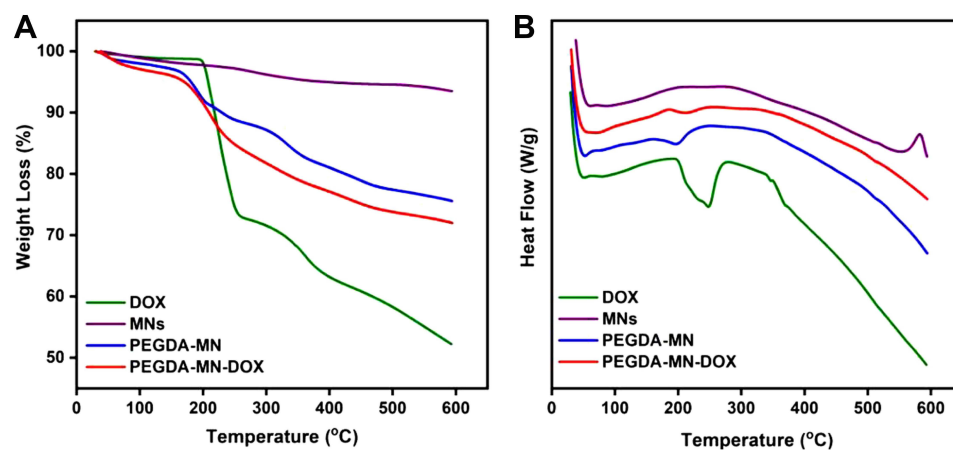 A
Weight Loss (%)
100
90
80
70
60
50
DOX
MNs
PEGDA-MN
PEGDA-MN-DOX
0 100 200 300 400 500 600
Temperature (°C)
B
Heat Flow (W/g)
DOX
MNs
PEGDA-MN
PEGDA-MN-DOX
0 100 200 300 400 500 600
Temperature (°C)